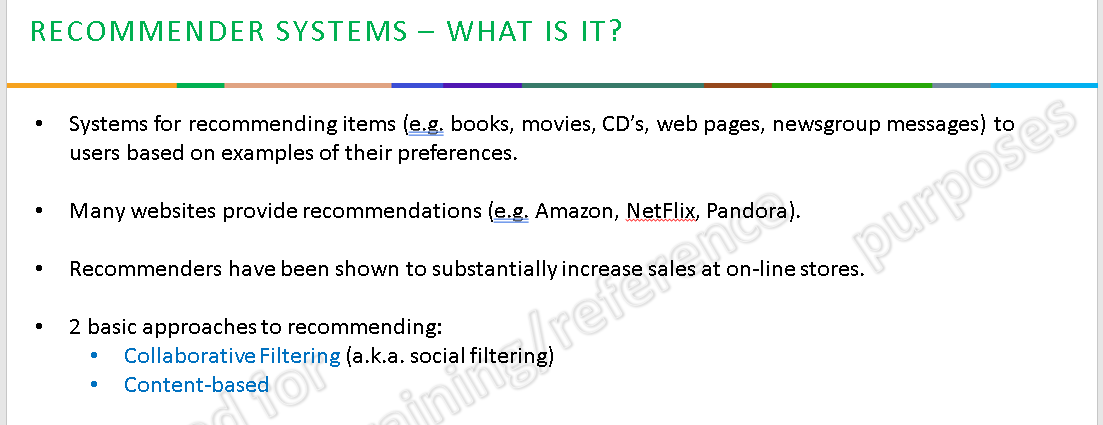 RECOMMENDER SYSTEMS – WHAT IS IT?
• Systems for recommending items (e.g. books, movies, CD's, web pages, newsgroup messages) to
users based on examples of their preferences.
• Many websites provide recommendations (e.g. Amazon, NetFlix, Pandora).
• Recommenders have been shown to substantially increase sales at on-line stores.
• 2 basic approaches to recommending:
• Collaborative Filtering (a.k.a. social filtering)
• Content-based
for
/reference purposes